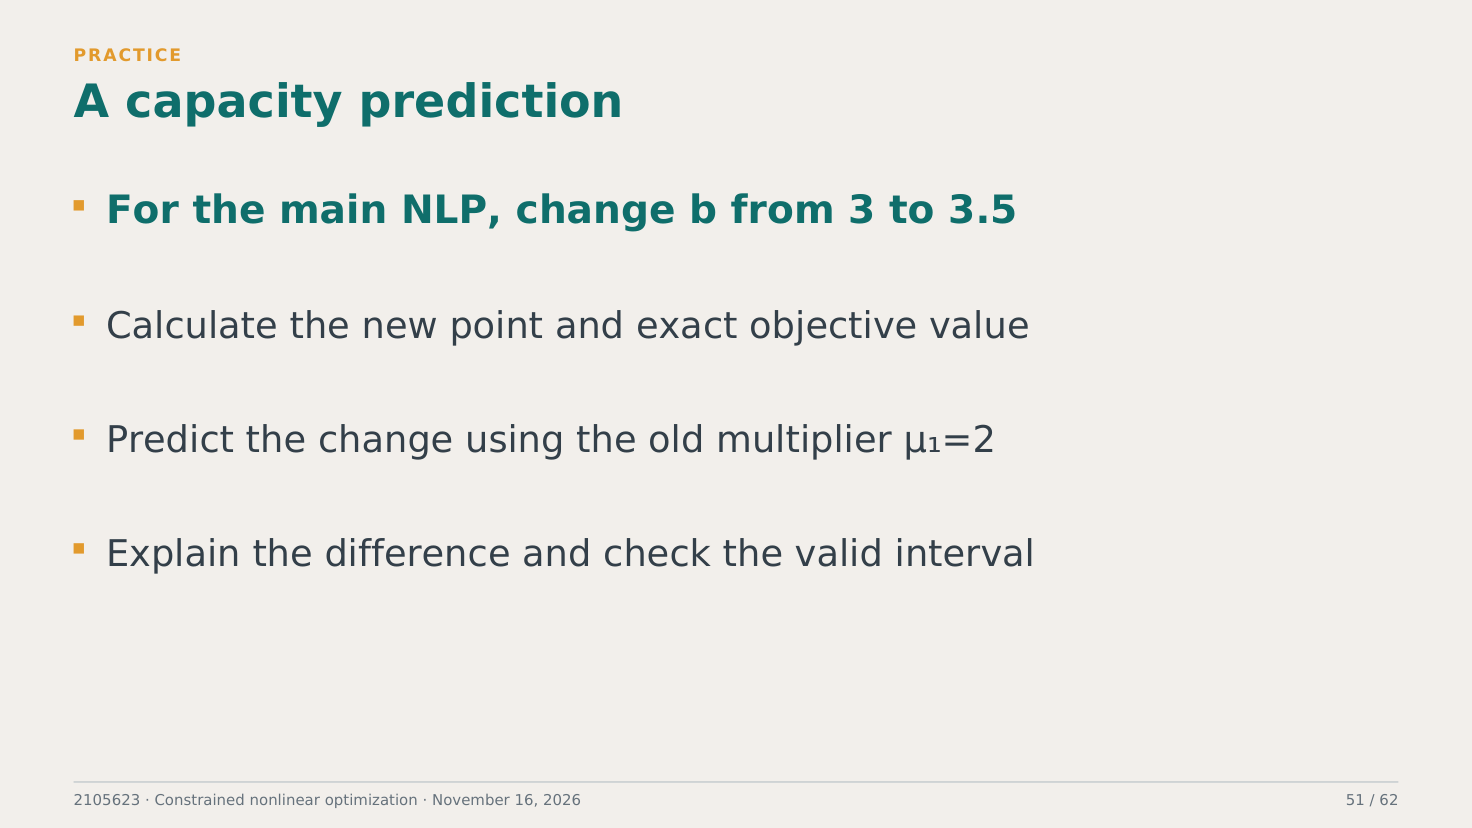 PRACTICE
A capacity prediction
▪ For the main NLP, change b from 3 to 3.5
▪ Calculate the new point and exact objective value
▪ Predict the change using the old multiplier μ₁=2
▪ Explain the difference and check the valid interval
2105623 · Constrained nonlinear optimization · November 16, 2026
51 / 62